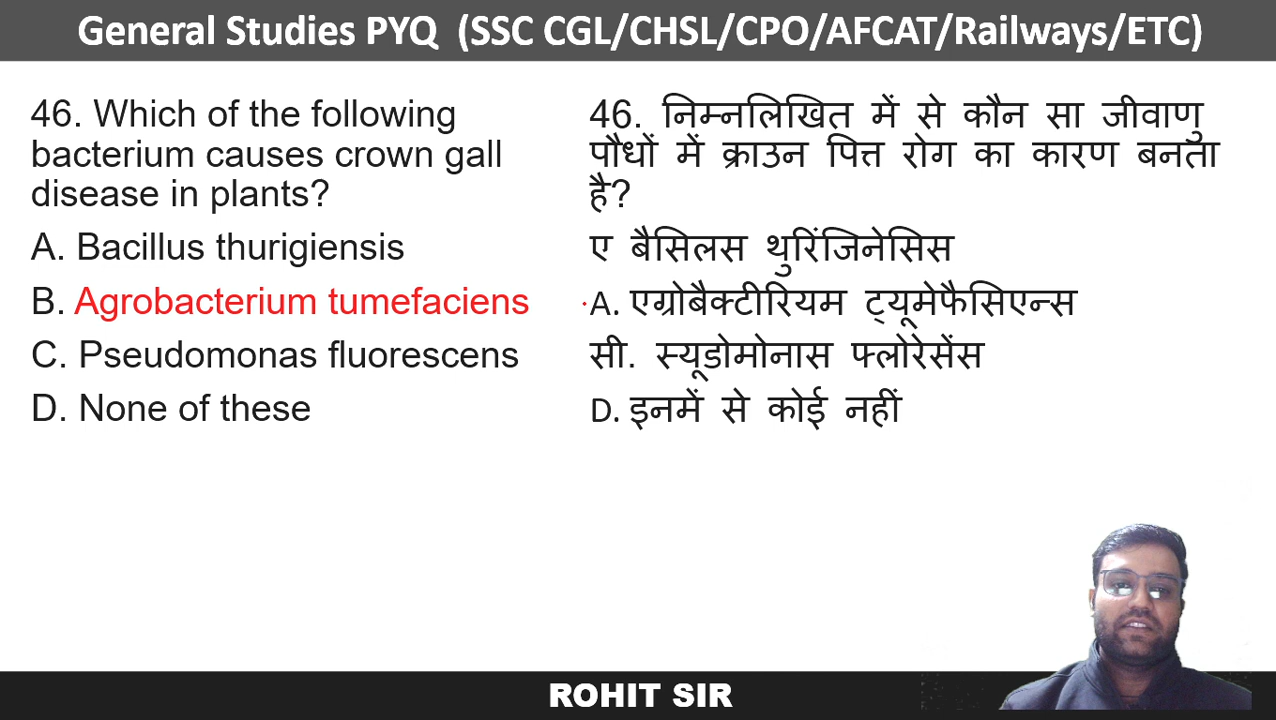 General Studies PYQ (SSC CGL/CHSL/CPO/AFCAT/Railways/ETC)
46. Which of the following
bacterium causes crown gall
disease in plants?
A. Bacillus thurigiensis
B. Agrobacterium tumefaciens
C. Pseudomonas fluorescens
D. None of these
46. निम्नलिखित में से कौन सा जीवाणु
पौधों में क्राउन पित्त रोग का कारण बनता
है?
ए बैसिलस थुरिंजिनेसिस
A. एग्रोबैक्टीरियम ट्यूमेफैसिएन्स
सी. स्यूडोमोनास फ्लोरेसेंस
D. इनमें से कोई नहीं
ROHIT SIR